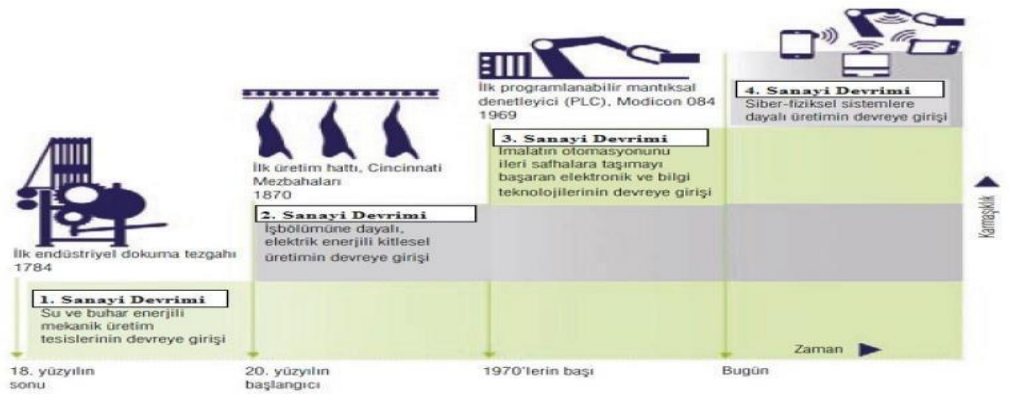 İlk endüstriyel dokuma tezgahı
1784
1. Sanayi Devrimi
Su ve buhar enerjili
mekanik üretim
tesislerinin devreye girişi
18. yüzyılın
sonu
İlk üretim hattı, Cincinnati
Mezbahaları
1870
2. Sanayi Devrimi
İşbölümüne dayalı,
elektrik enerjili kitlesel
üretimin devreye girişi
20. yüzyılın
başlangıcı
İlk programlanabilir mantıksal
denetleyici (PLC), Modicon 084
1969
3. Sanayi Devrimi
İmalatın otomasyonunu
ileri safhalara taşımayı
başaran elektronik ve bilgi
teknolojilerinin devreye girişi
1970'lerin başı
4. Sanayi Devrimi
Siber-fiziksel sistemlere
dayalı üretimin devreye girişi
Bugün
Zaman
Karmaşıklık